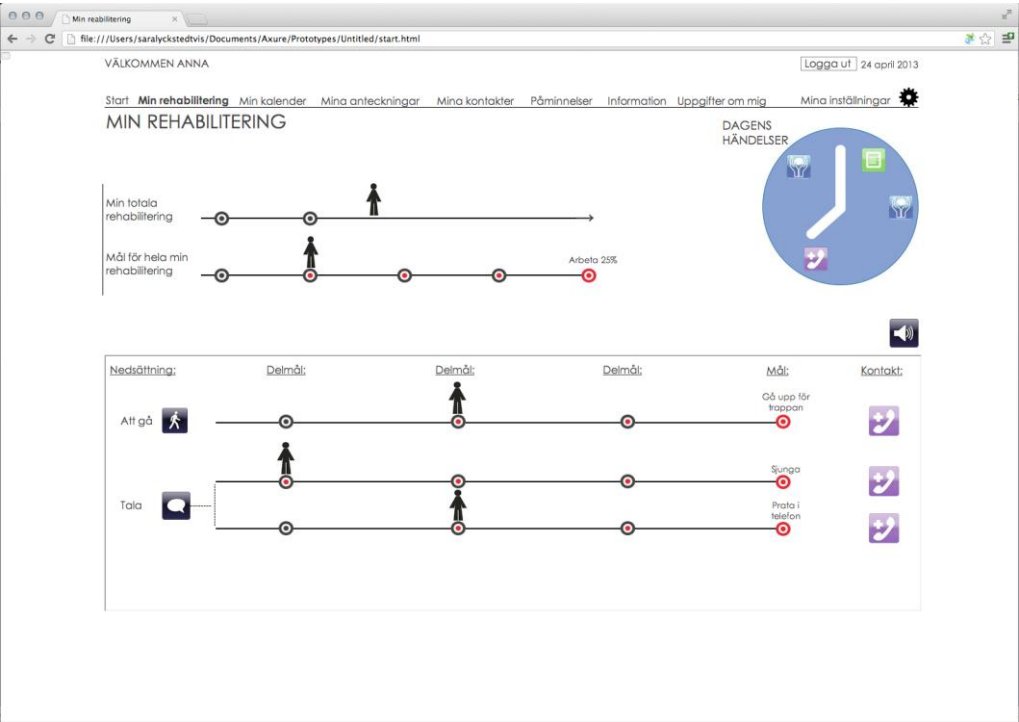 Min reabilitering
file:///Users/saralyckstedtvis/Documents/Axure/Prototypes/Untitled/start.html
VÄLKOMMEN ANNA
Logga ut 24 april 2013
Start Min rehabilitering Min kalender Mina anteckningar Mina kontakter Påminnelser Information Uppgifter om mig Mina inställningar
MIN REHABILITERING
DAGENS
HÄNDELSER
Min totala
rehabilitering
Mål för hela min
rehabilitering
Arbeta 25%
Nedsättning: Delmål: Delmål: Delmål: Mål: Kontakt:
Gå upp för
trappan
Att gå
Sjunga
Tala
Prata i
telefon